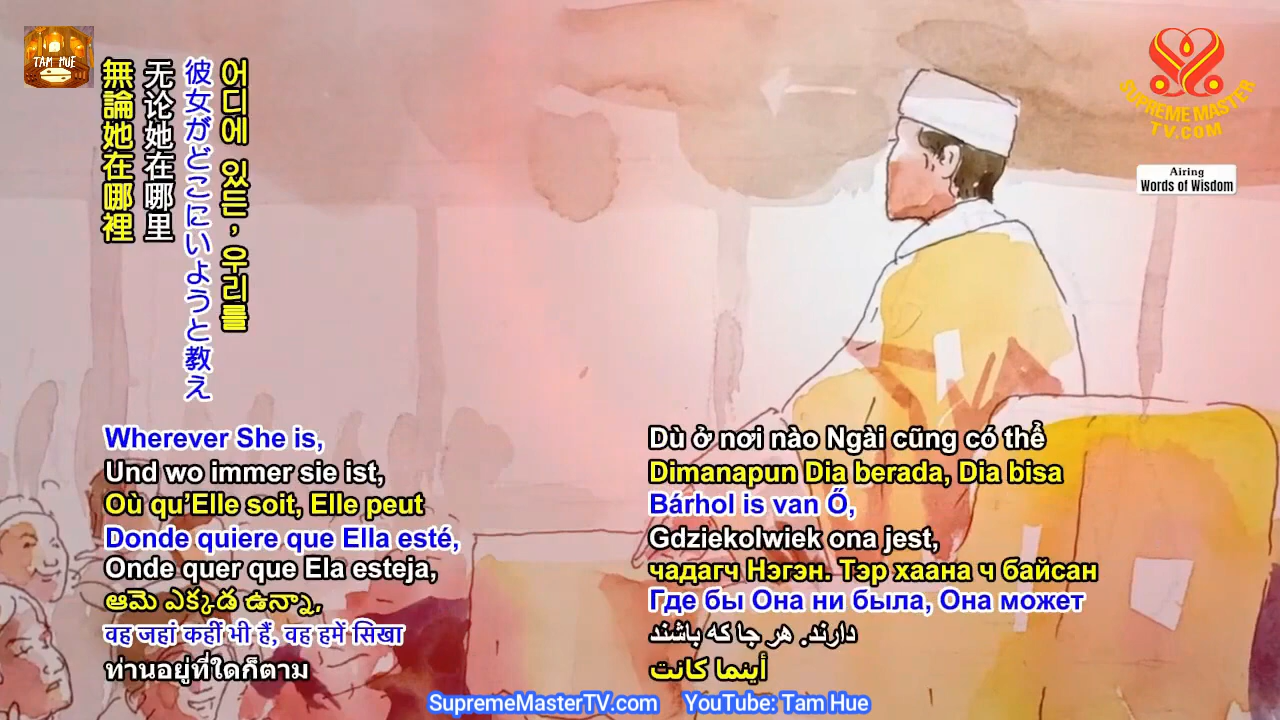 TAM HUE
無論她在哪裡
无论她在哪里
彼女がどこにいようと教え
어디에 있든, 우리를
SUPREME MASTER
TV.COM
Airing
Words of Wisdom
Wherever She is,
Und wo immer sie ist,
Où qu’Elle soit, Elle peut
Donde quiere que Ella esté,
Onde quer que Ela esteja,
ఆమె ఎక్కడ ఉన్నా,
वह जहां कहीं भी हैं, वह हमें सिखा
ท่านอยู่ที่ใดก็ตาม
Dù ở nơi nào Ngài cũng có thể
Dimanapun Dia berada, Dia bisa
Bárhol is van Ő,
Gdziekolwiek ona jest,
чадагч Нэгэн. Тэр хаана ч байсан
Где бы Она ни была, Она может
دارند. هر جا که باشند
أينما كانت
SupremeMasterTV.com YouTube: Tam Hue